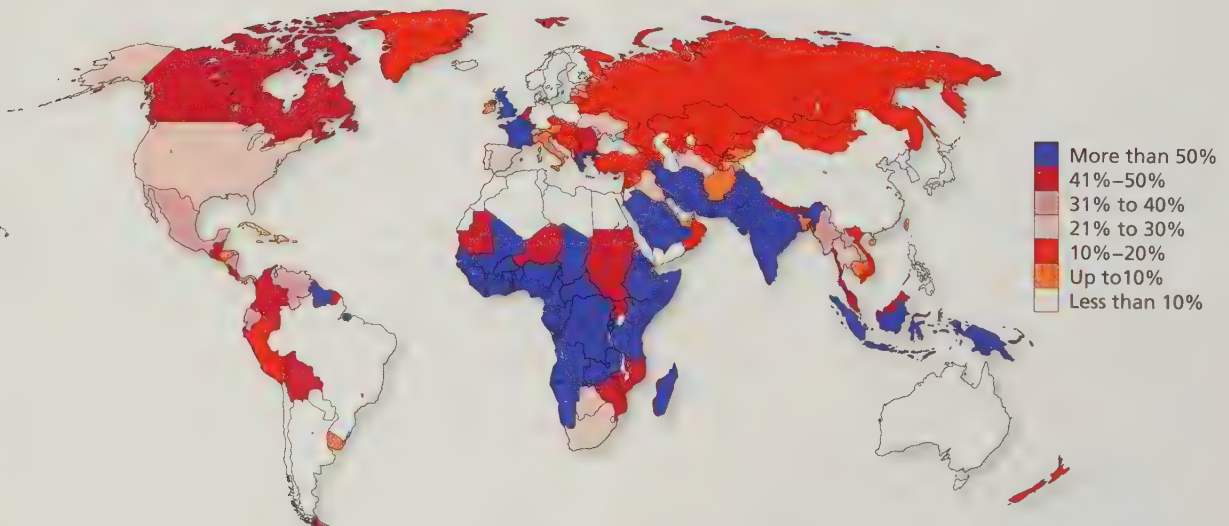 More than 50%
41%–50%
31% to 40%
21% to 30%
10%–20%
Up to10%
Less than 10%